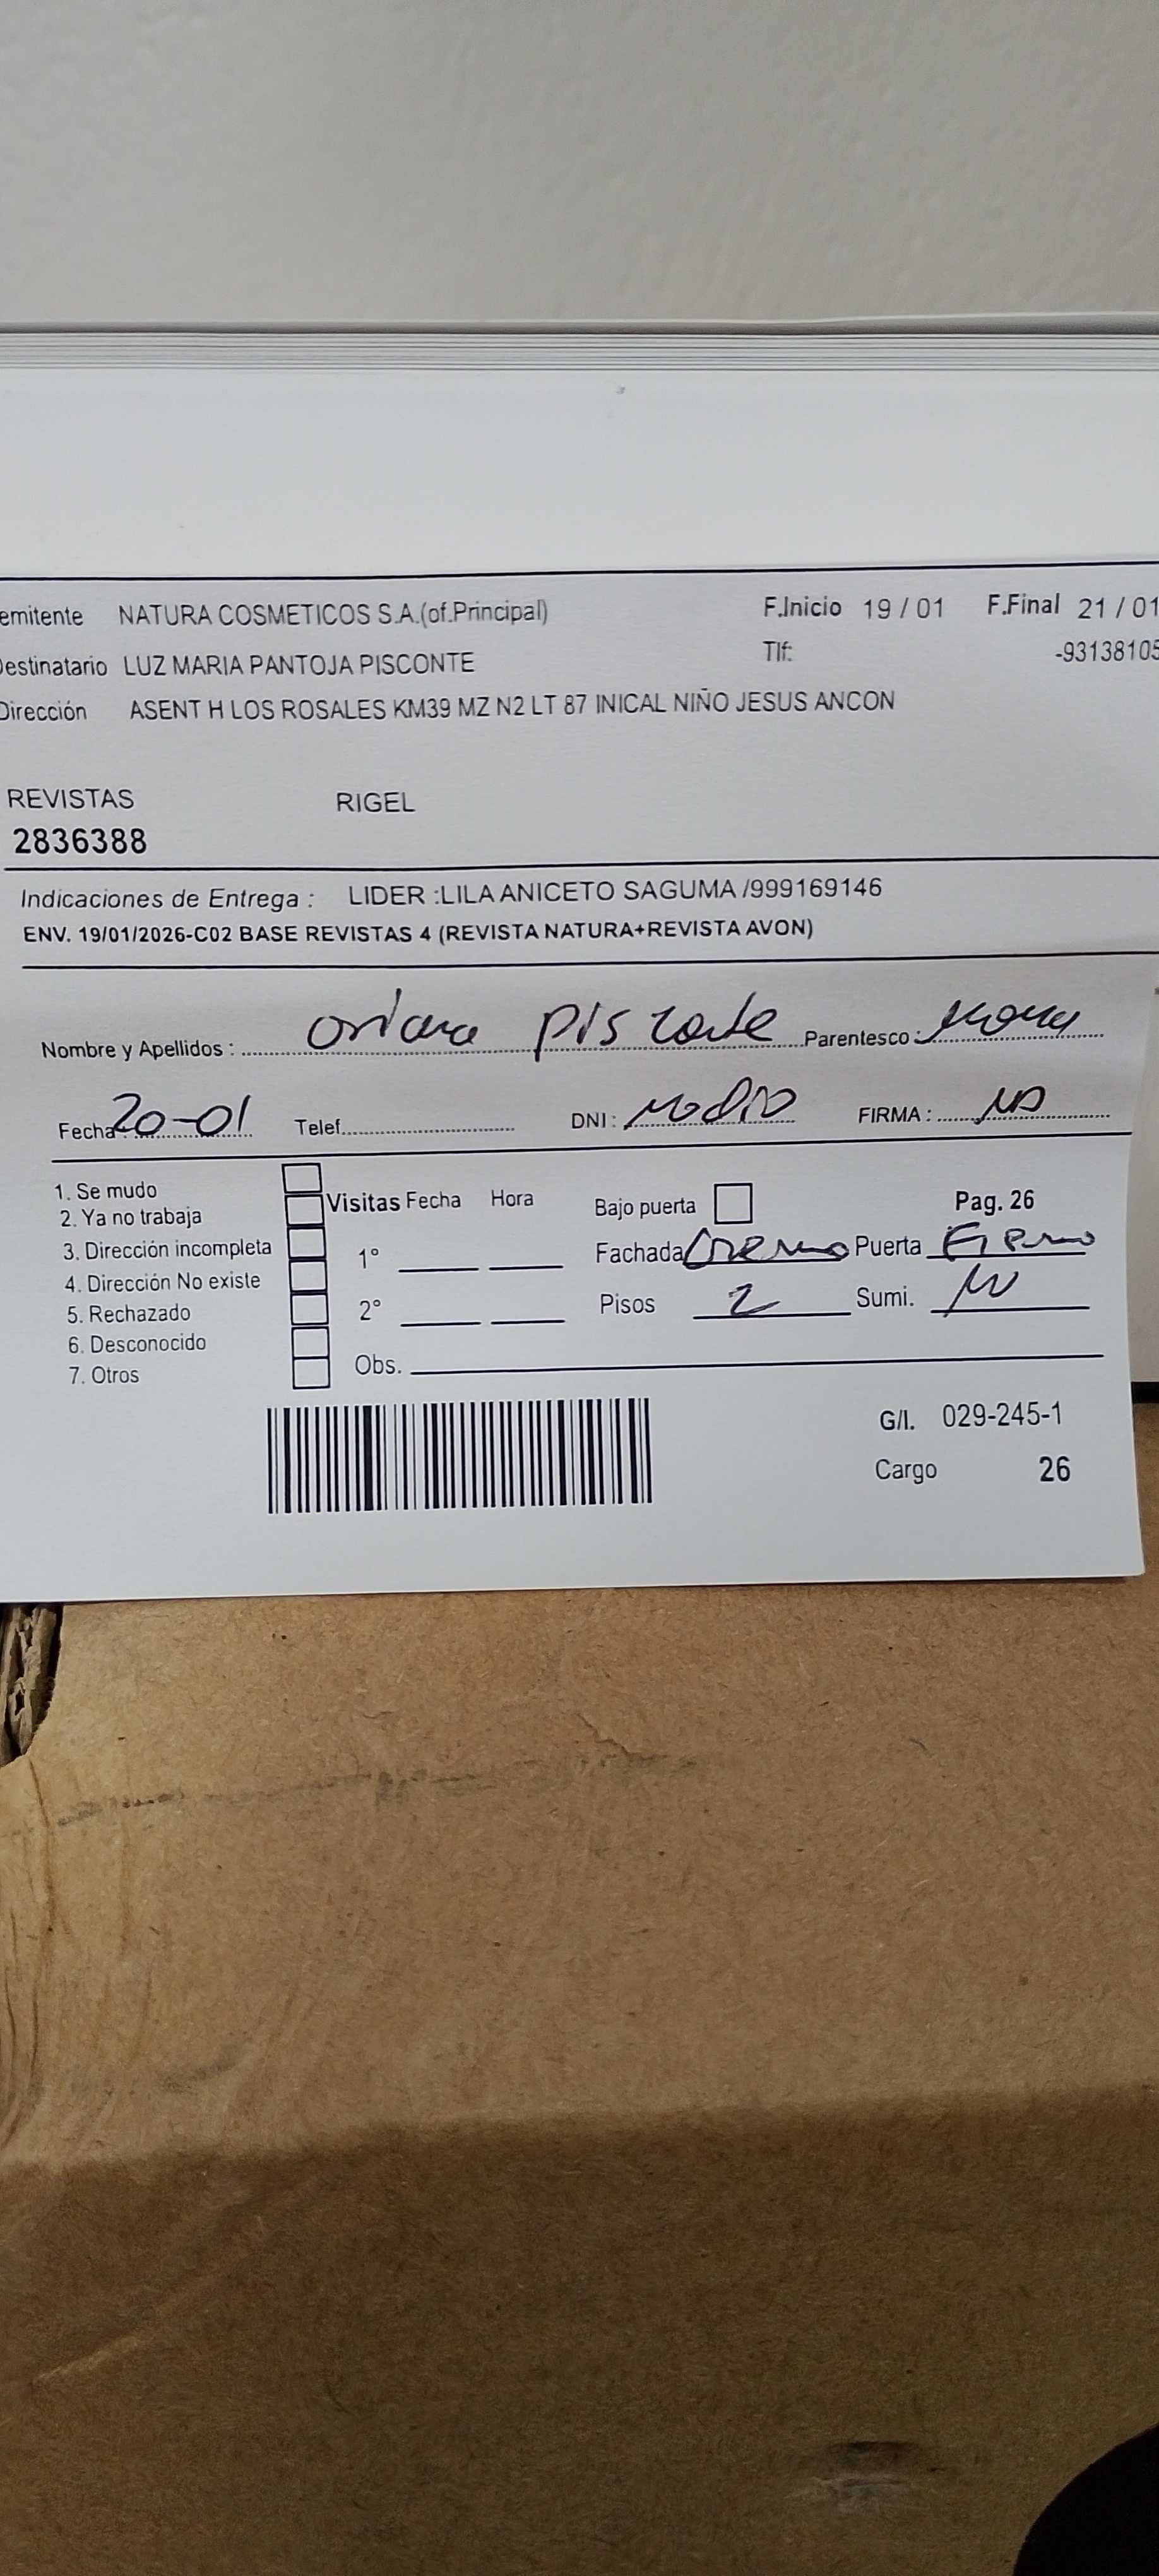 emitente NATURA COSMETICOS S.A.(of.Principal) F.Inicio 19 / 01 F.Final 21 / 01
Destinatario LUZ MARIA PANTOJA PISCONTE Tlf: -93138105
Dirección ASENT H LOS ROSALES KM39 MZ N2 LT 87 INICAL NIÑO JESUS ANCON
REVISTAS RIGEL
2836388
Indicaciones de Entrega : LIDER :LILA ANICETO SAGUMA /999169146
ENV. 19/01/2026-C02 BASE REVISTAS 4 (REVISTA NATURA+REVISTA AVON)
Nombre y Apellidos : oriana Pisconte Parentesco :
Fecha : 20-01 Telef. DNI : FIRMA :
1. Se mudo
2. Ya no trabaja Visitas Fecha Hora Bajo puerta Pag. 26
3. Dirección incompleta 1° Fachada Puerta Fierro
4. Dirección No existe
5. Rechazado 2° Pisos 2 Sumi.
6. Desconocido
7. Otros Obs.
G/I. 029-245-1
Cargo 26